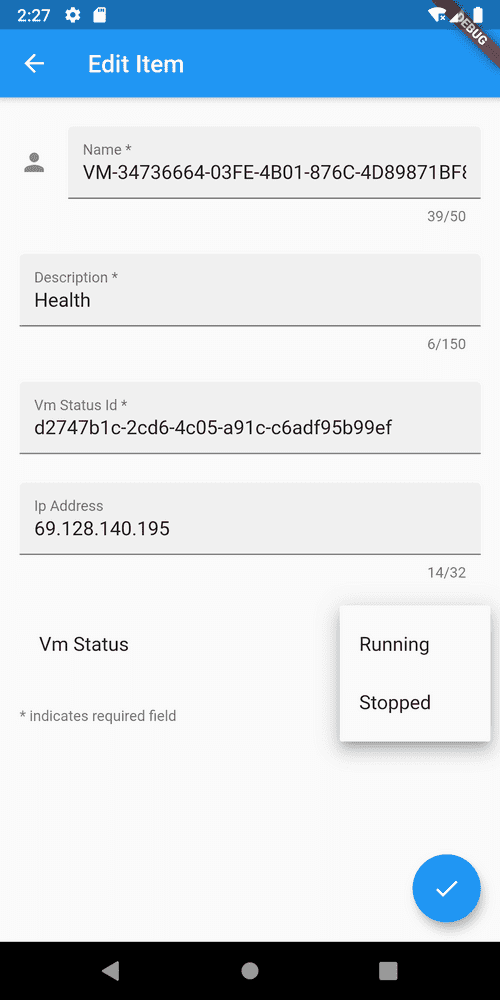 2:27
DEBUG
Edit Item
Name *
VM-34736664-03FE-4B01-876C-4D89871BF8
39/50
Description *
Health
6/150
Vm Status Id *
d2747b1c-2cd6-4c05-a91c-c6adf95b99ef
Ip Address
69.128.140.195
14/32
Vm Status
Running
Stopped
* indicates required field